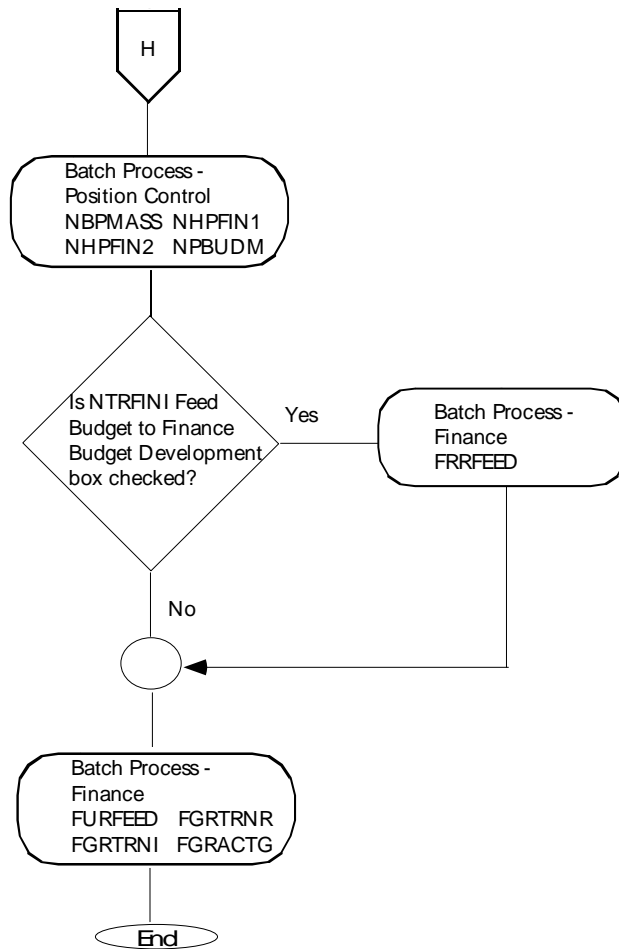 H
Batch Process -
Position Control
NBPMASS NHPFIN1
NHPFIN2 NPBUDM
Is NTRFINI Feed
Budget to Finance
Budget Development
box checked?
Yes
Batch Process -
Finance
FRRFEED
No
Batch Process -
Finance
FURFEED FGRTRNR
FGRTRNI FGRACTG
End